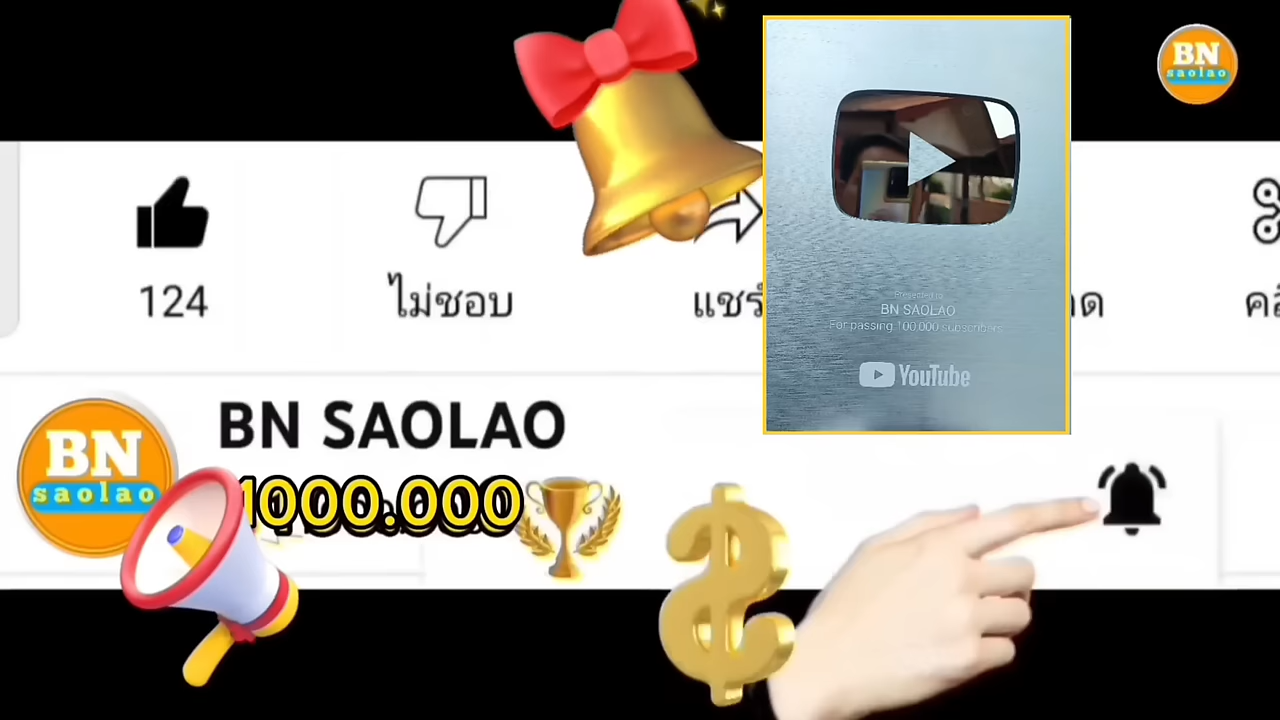 BN
saolao
124
ไม่ชอบ
แชร์
Presented to
BN SAOLAO
For passing 100,000 subscribers
YouTube
BN SAOLAO
BN
saolao
1000.000